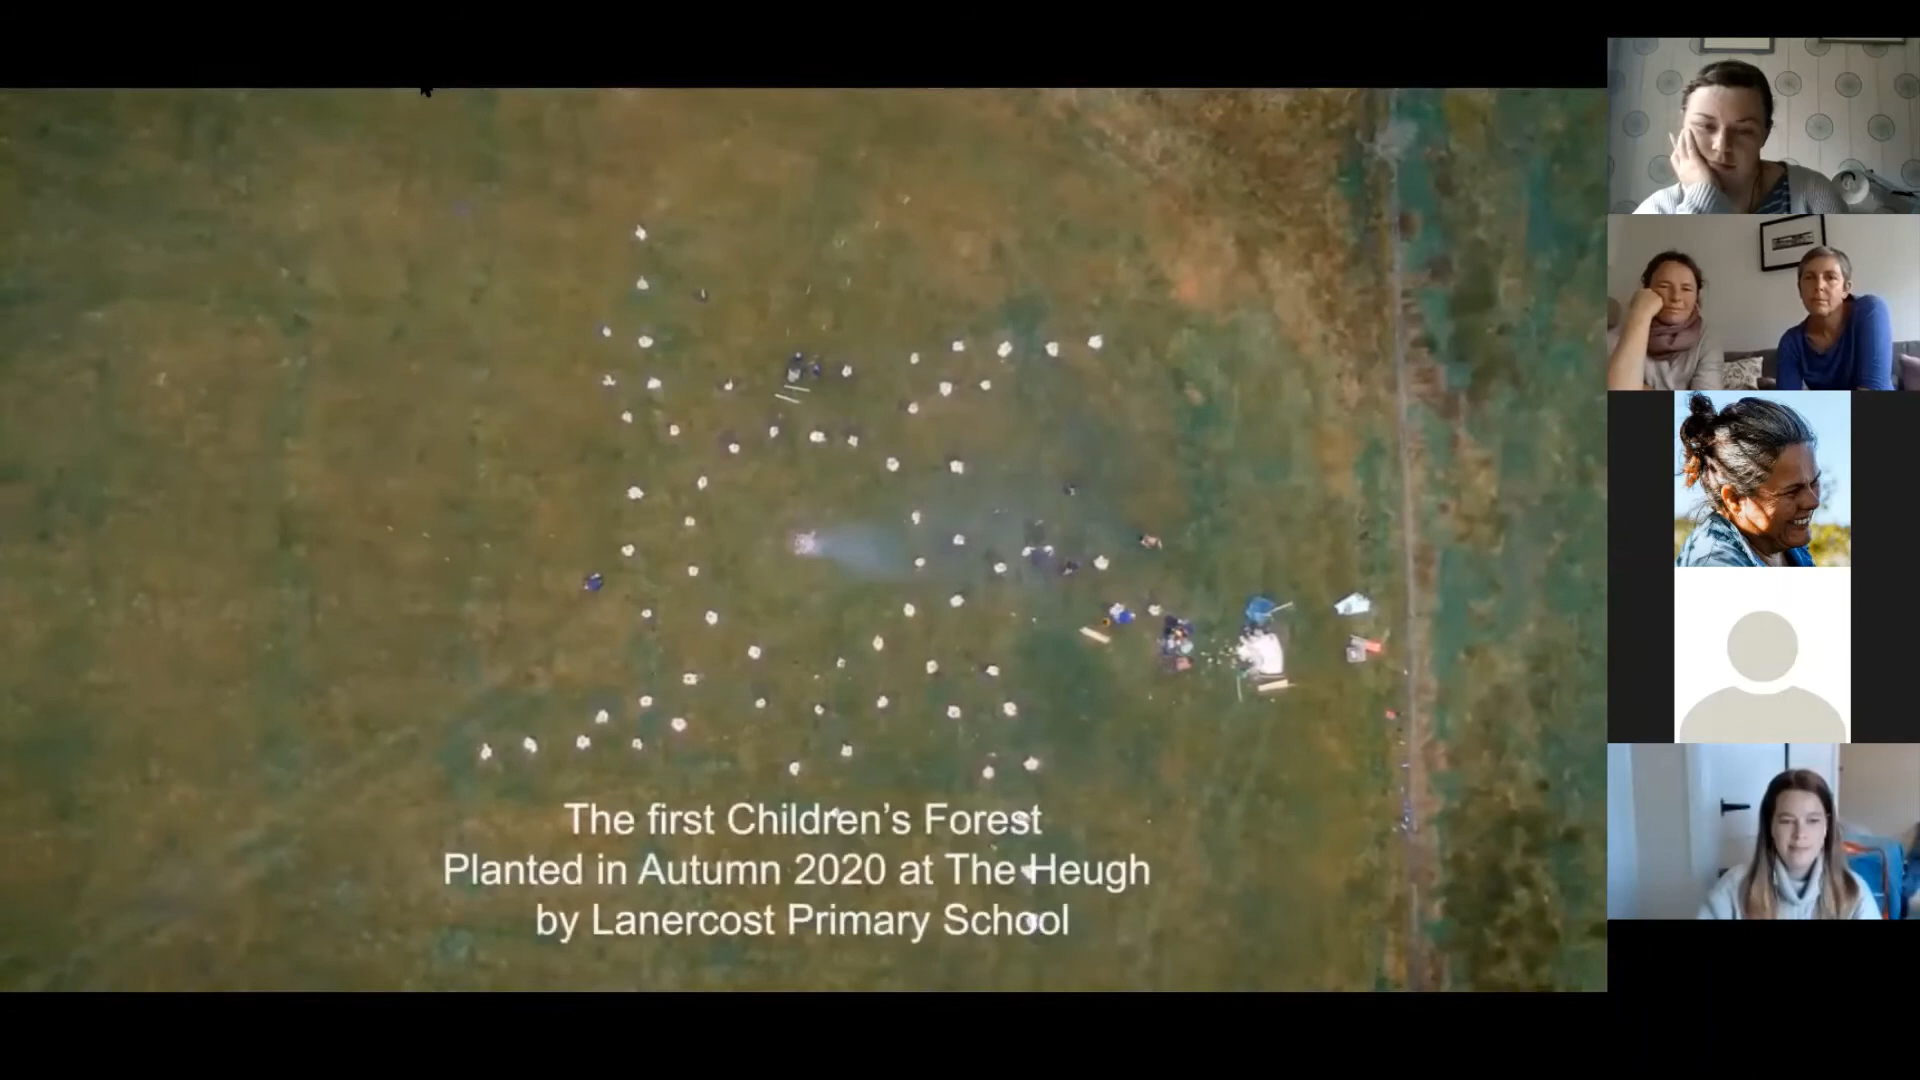 The first Children's Forest
Planted in Autumn 2020 at The Heugh
by Lanercost Primary School